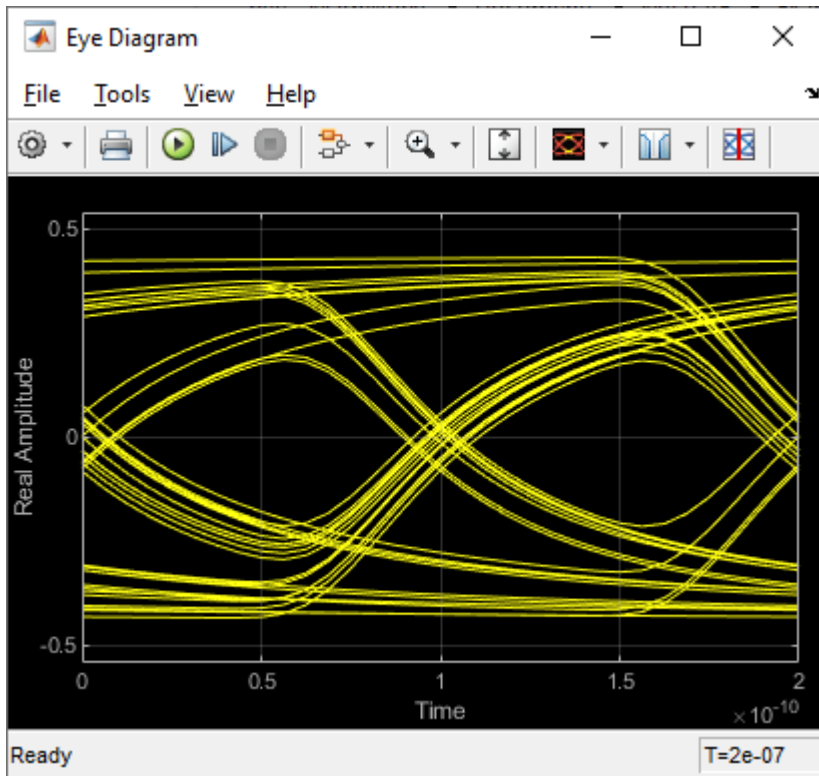 Eye Diagram
File Tools View Help
0.5
0
-0.5
Real Amplitude
0 0.5 1 1.5 2
Time
×10-10
Ready T=2e-07